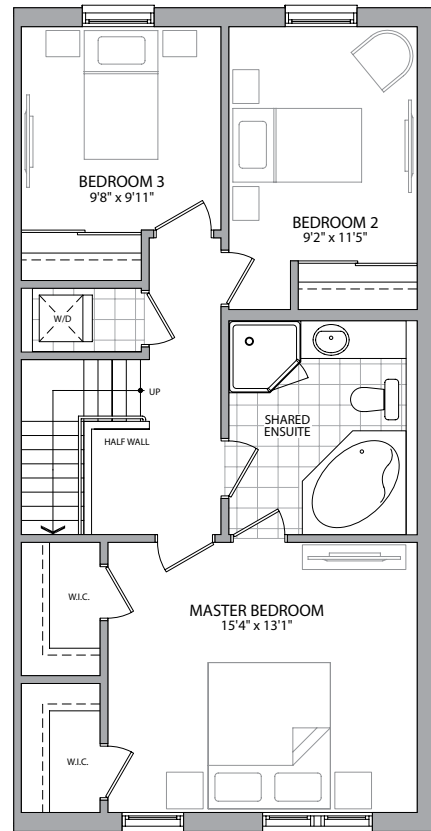 BEDROOM 3
9'8" x 9'11"
BEDROOM 2
9'2" x 11'5"
W/D
UP
HALF WALL
SHARED
ENSUITE
W.I.C.
MASTER BEDROOM
15'4" x 13'1"
W.I.C.